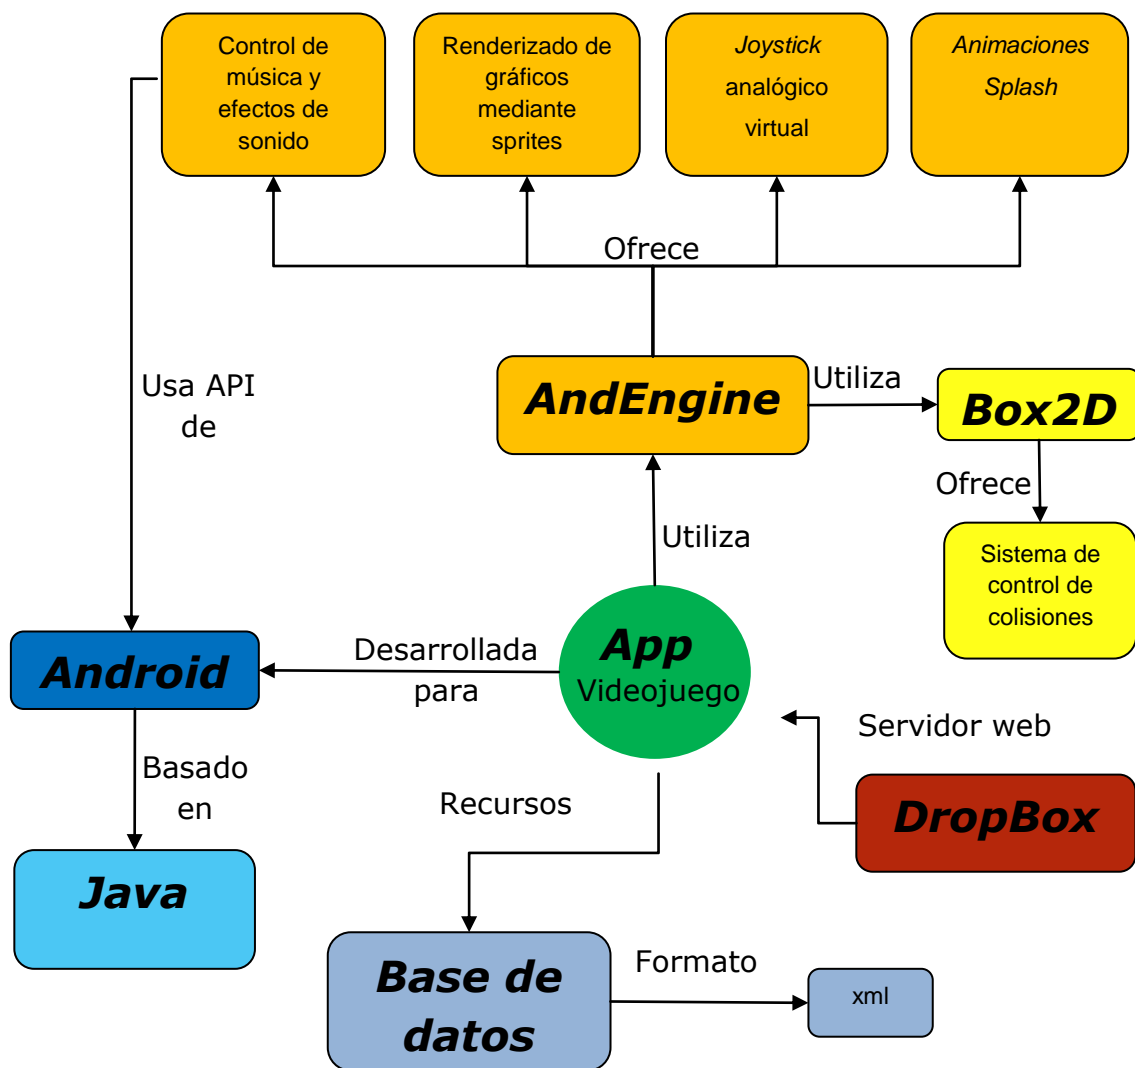 Control de
música y
efectos de
sonido
Renderizado de
gráficos
mediante
sprites
Joystick
analógico
virtual
Animaciones
Splash
Ofrece
Usa API
de
AndEngine
Utiliza
Box2D
Ofrece
Sistema de
control de
colisiones
Utiliza
App
Videojuego
Desarrollada
para
Android
Basado
en
Java
Servidor web
DropBox
Recursos
Base de
datos
Formato
xml